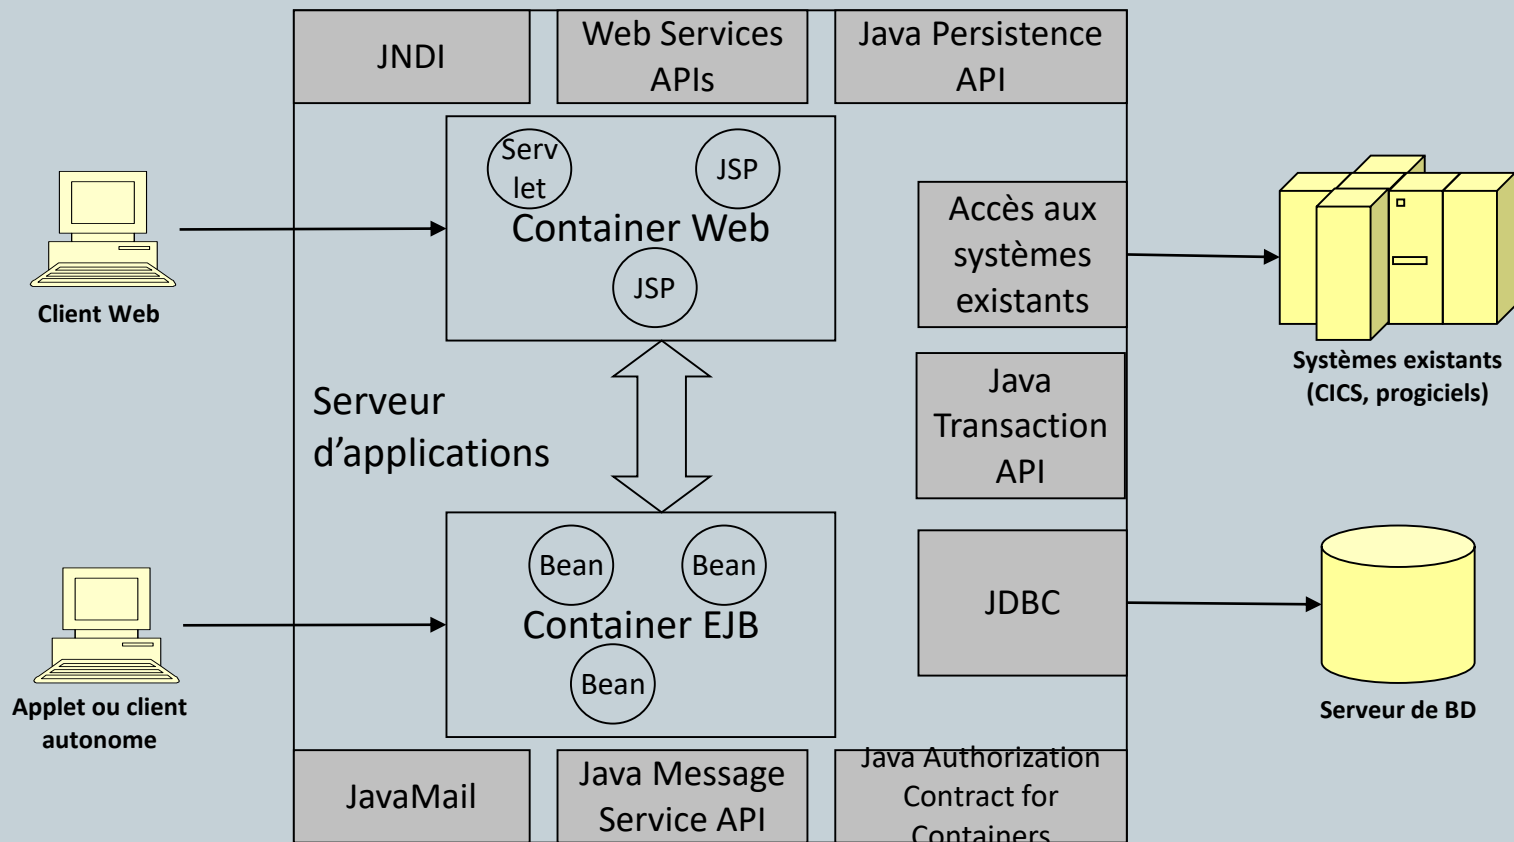 JNDI
Web Services
APIs
Java Persistence
API
Serv
let
JSP
Container Web
JSP
Client Web
Accès aux
systèmes
existants
Systèmes existants
(CICS, progiciels)
Serveur
d’applications
Java
Transaction
API
Bean
Bean
Container EJB
Bean
Applet ou client
autonome
JDBC
Serveur de BD
JavaMail
Java Message
Service API
Java Authorization
Contract for
Containers